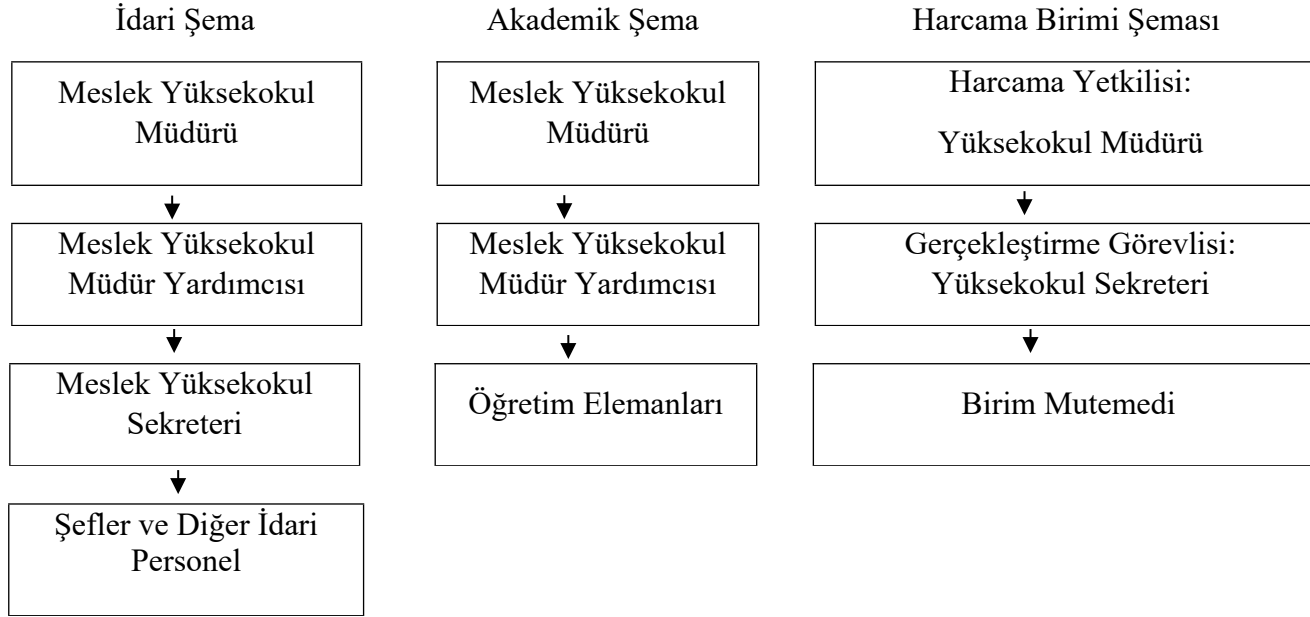 İdari Şema
Meslek Yüksekokul
Müdürü
Meslek Yüksekokul
Müdür Yardımcısı
Meslek Yüksekokul
Sekreteri
Şefler ve Diğer İdari
Personel
Akademik Şema
Meslek Yüksekokul
Müdürü
Meslek Yüksekokul
Müdür Yardımcısı
Öğretim Elemanları
Harcama Birimi Şeması
Harcama Yetkilisi:
Yüksekokul Müdürü
Gerçekleştirme Görevlisi:
Yüksekokul Sekreteri
Birim Mutemedi